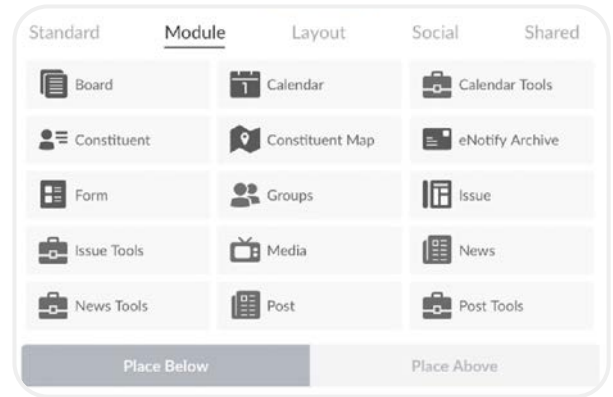 Standard Module Layout Social Shared
Board Calendar Calendar Tools
Constituent Constituent Map eNotify Archive
Form Groups Issue
Issue Tools Media News
News Tools Post Post Tools
Place Below Place Above